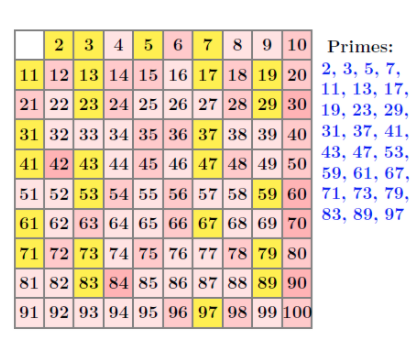 2 3 4 5 6 7 8 9 10
11 12 13 14 15 16 17 18 19 20
21 22 23 24 25 26 27 28 29 30
31 32 33 34 35 36 37 38 39 40
41 42 43 44 45 46 47 48 49 50
51 52 53 54 55 56 57 58 59 60
61 62 63 64 65 66 67 68 69 70
71 72 73 74 75 76 77 78 79 80
81 82 83 84 85 86 87 88 89 90
91 92 93 94 95 96 97 98 99 100
Primes:
2, 3, 5, 7,
11, 13, 17,
19, 23, 29,
31, 37, 41,
43, 47, 53,
59, 61, 67,
71, 73, 79,
83, 89, 97